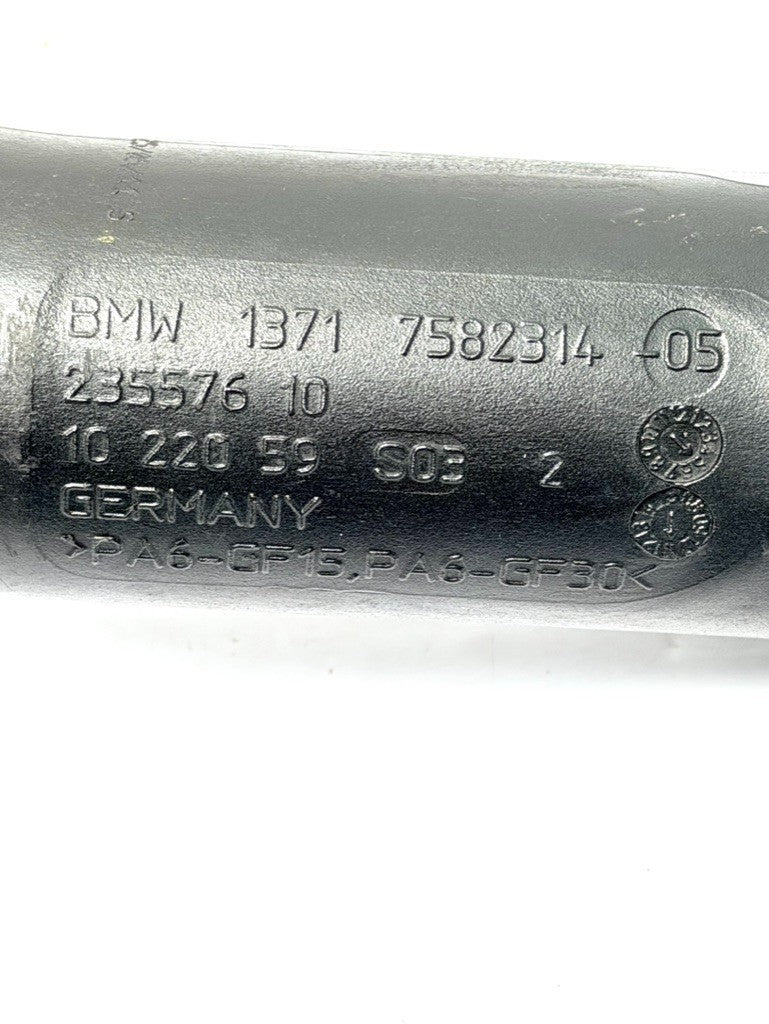 BMW 1371 7582314 -05
235576 10
10 220 59 S03 2
GERMANY
>PA6-GF15,PA6-GF30<